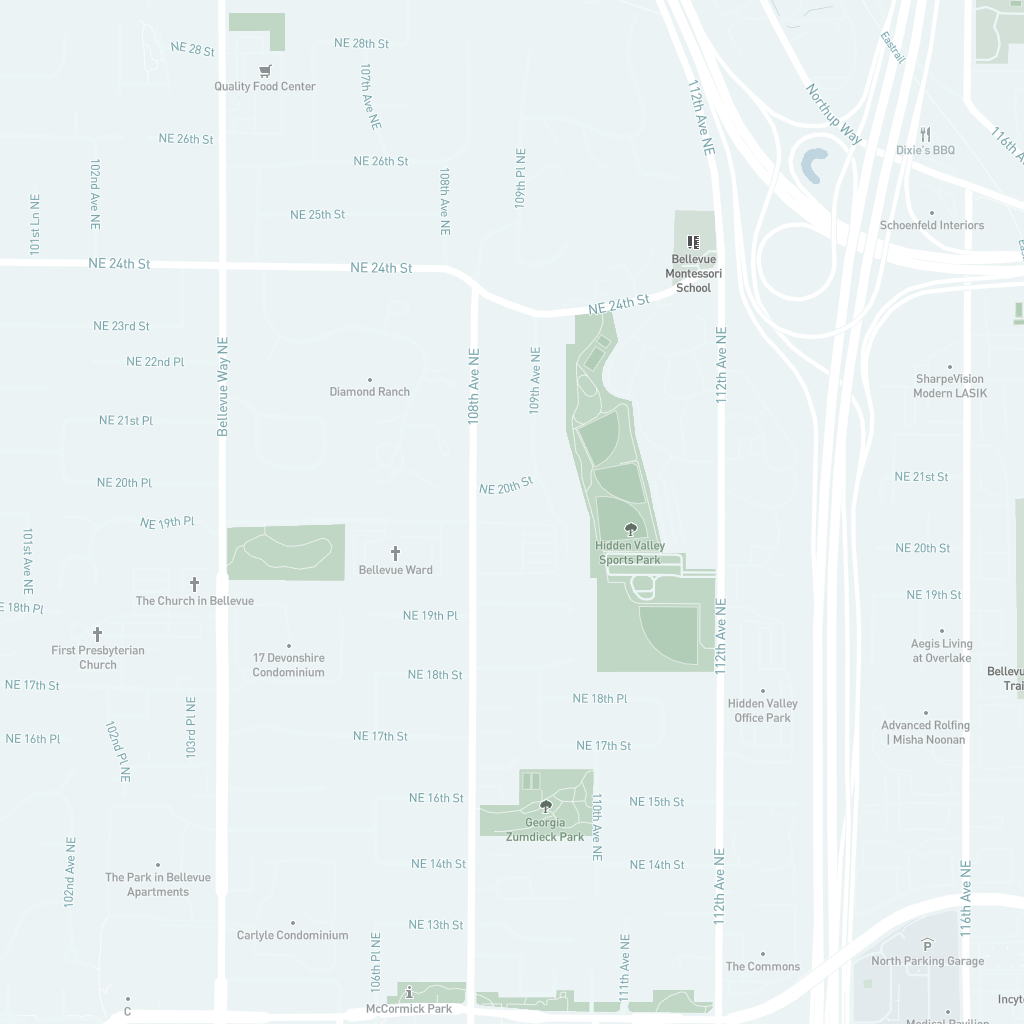 NE 28 St
NE 28th St
Quality Food Center
107th Ave NE
Eastrail
112th Ave NE
Northup Way
116th A
Dixie's BBQ
NE 26th St
NE 26th St
102nd Ave NE
101st Ln NE
108th Ave NE
109th Pl NE
NE 25th St
Schoenfeld Interiors
NE 24th St
NE 24th St
Bellevue
Montessori
School
NE 24th St
NE 23rd St
NE 22nd Pl
Bellevue Way NE
Diamond Ranch
108th Ave NE
109th Ave NE
112th Ave NE
SharpeVision
Modern LASIK
NE 21st Pl
NE 20th Pl
NE 20th St
NE 21st St
NE 19th Pl
101st Ave NE
Hidden Valley
Sports Park
NE 20th St
Bellevue Ward
The Church in Bellevue
NE 18th Pl
NE 19th St
NE 19th Pl
112th Ave NE
First Presbyterian
Church
17 Devonshire
Condominium
Aegis Living
at Overlake
NE 17th St
NE 18th St
Bellevu
Trai
NE 18th Pl
Hidden Valley
Office Park
103rd Pl NE
102nd Pl NE
NE 16th Pl
NE 17th St
NE 17th St
Advanced Rolfing
| Misha Noonan
NE 16th St
NE 15th St
Georgia
Zumdieck Park
110th Ave NE
NE 14th St
NE 14th St
102nd Ave NE
The Park in Bellevue
Apartments
112th Ave NE
116th Ave NE
Carlyle Condominium
NE 13th St
106th Pl NE
111th Ave NE
The Commons
P
North Parking Garage
McCormick Park
C
Incyte
Medical Pavilion